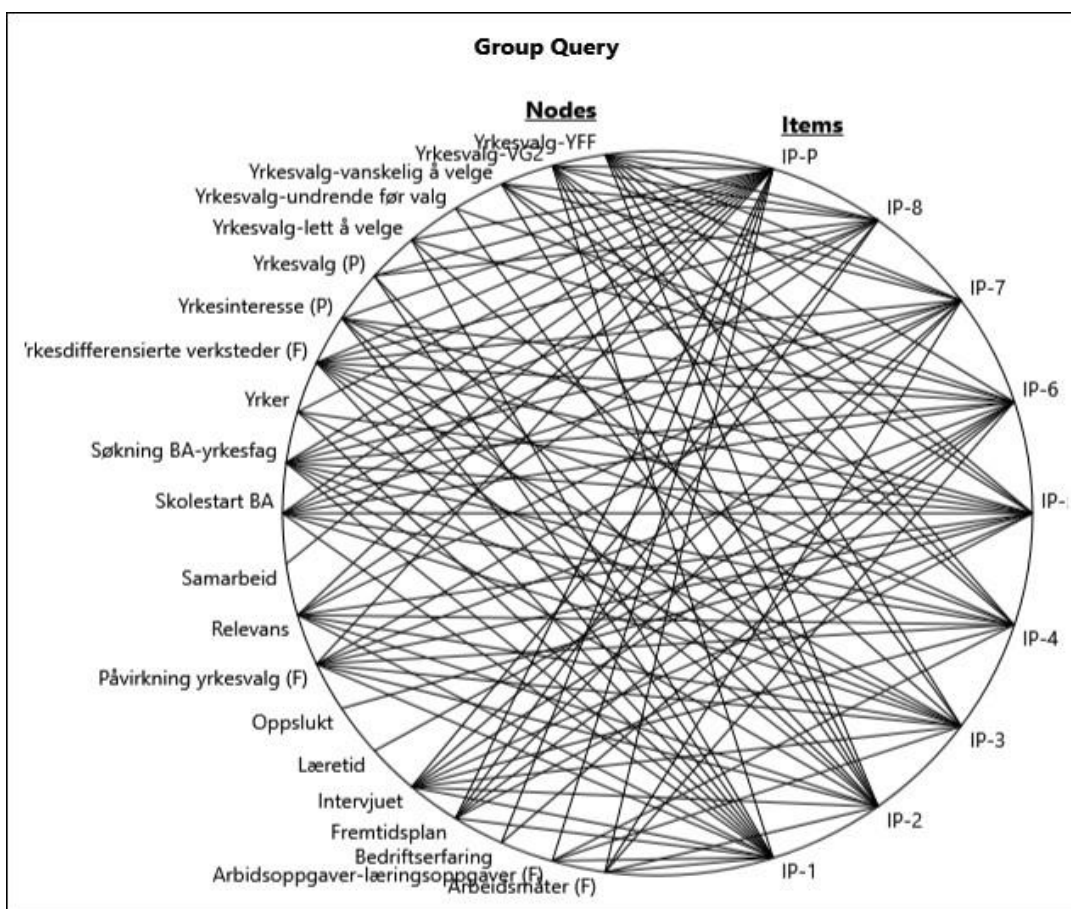 Group Query
Nodes
Items
Yrkesvalg-YFF
Yrkesvalg-VG2
Yrkesvalg-vanskelig å velge
Yrkesvalg-undrende før valg
Yrkesvalg-lett å velge
Yrkesvalg (P)
Yrkesinteresse (P)
'rkesdifferensierte verksteder (F)
Yrker
Søkning BA-yrkesfag
Skolestart BA
Samarbeid
Relevans
Påvirkning yrkesvalg (F)
Oppslukt
Læretid
Intervjuet
Fremtidsplan
Bedriftserfaring
Arbidsoppgaver-læringsoppgaver (F)
Arbeidsmåter (F)
IP-P
IP-8
IP-7
IP-6
IP-
IP-4
IP-3
IP-2
IP-1